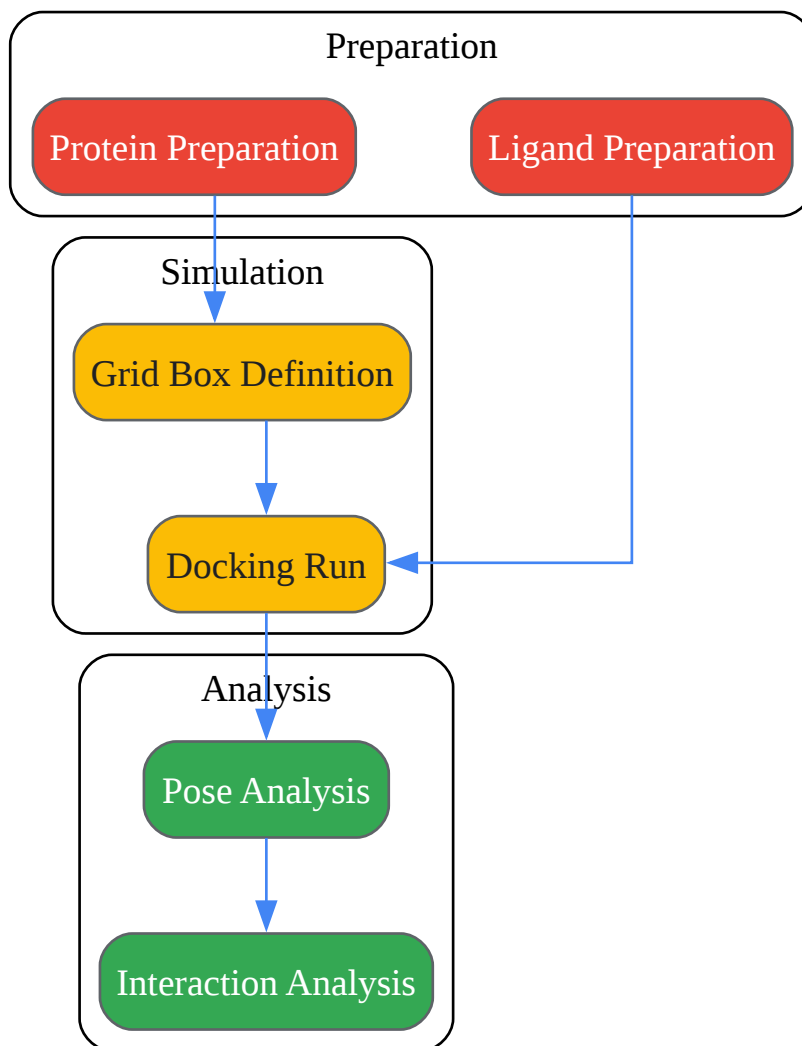 Preparation
Protein Preparation
Ligand Preparation
Simulation
Grid Box Definition
Docking Run
Analysis
Pose Analysis
Interaction Analysis